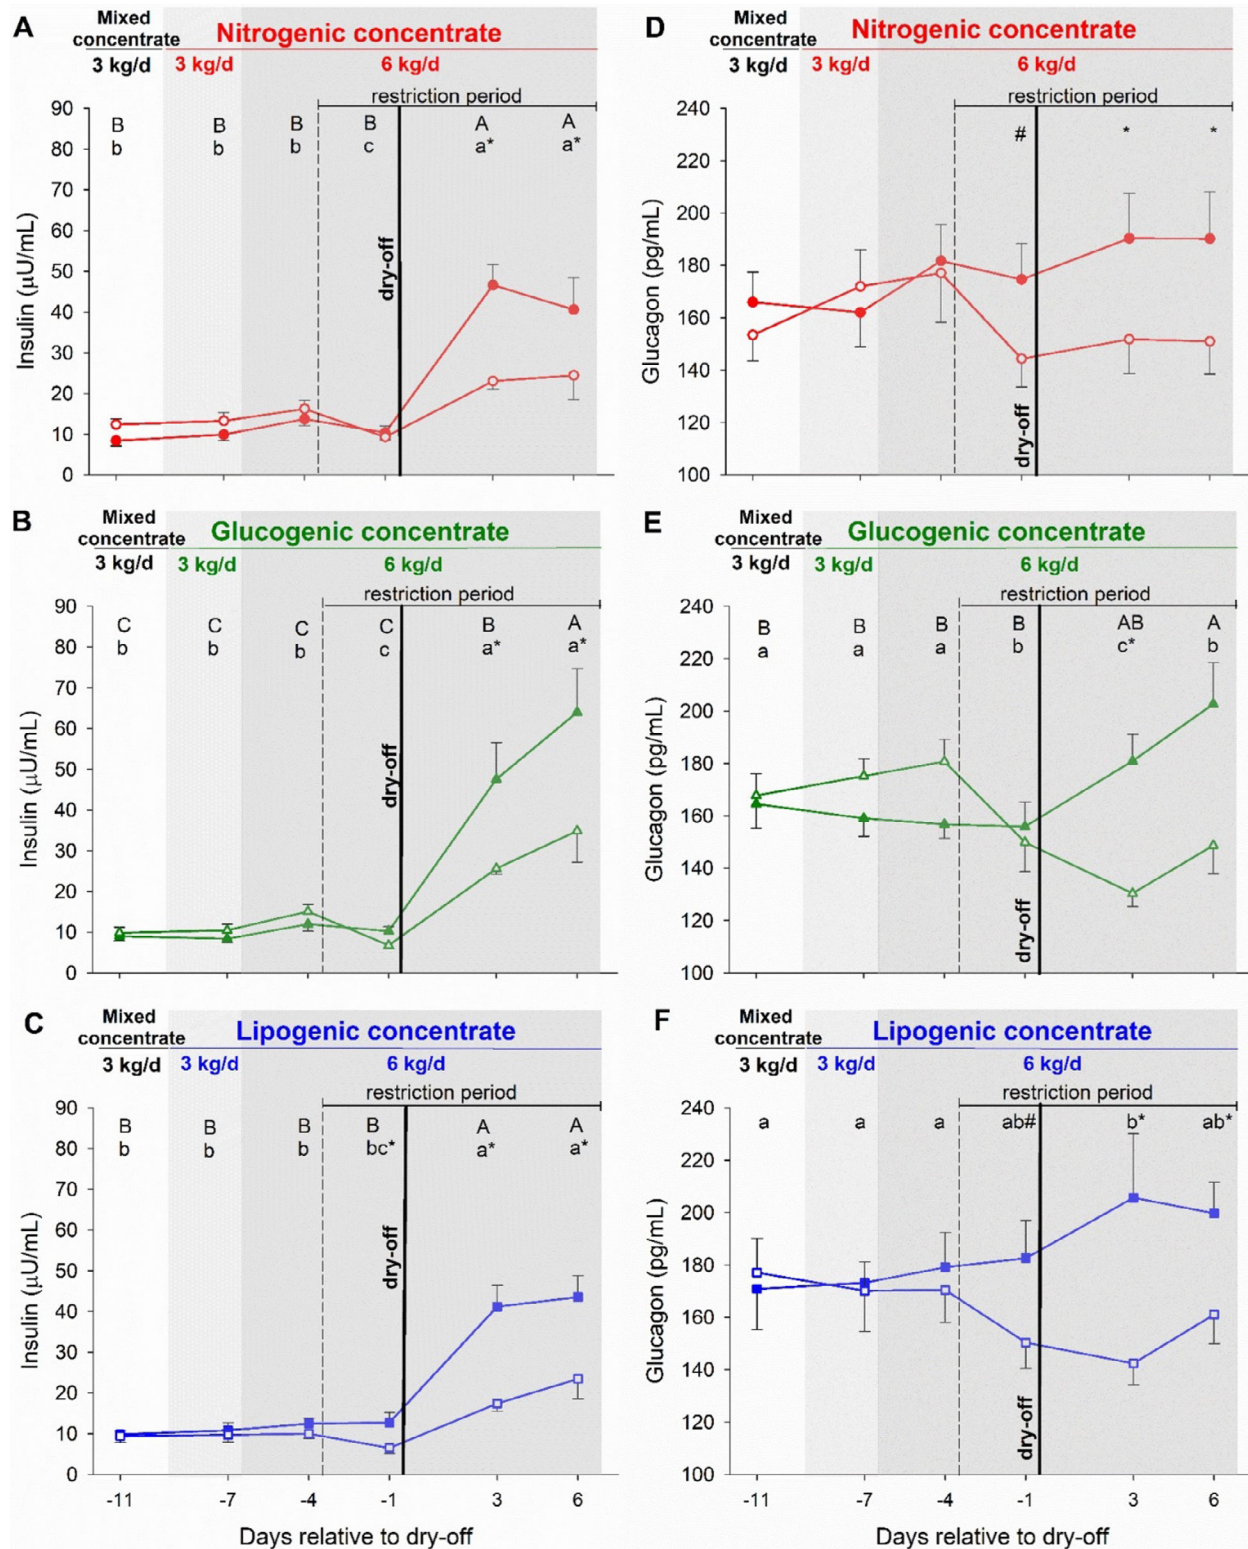 A
Mixed
concentrate
Nitrogenic concentrate
3 kg/d
3 kg/d
6 kg/d
restriction period
90
80
70
60
50
40
30
20
10
0
Insulin (µU/mL)
B B B B A A
b b b c a* a*
dry-off
D
Mixed
concentrate
Nitrogenic concentrate
3 kg/d
3 kg/d
6 kg/d
restriction period
240
220
200
180
160
140
120
100
Glucagon (pg/mL)
# * *
dry-off
B
Mixed
concentrate
Glucogenic concentrate
3 kg/d
3 kg/d
6 kg/d
restriction period
90
80
70
60
50
40
30
20
10
0
Insulin (µU/mL)
C C C C B A
b b b c a* a*
dry-off
E
Mixed
concentrate
Glucogenic concentrate
3 kg/d
3 kg/d
6 kg/d
restriction period
240
220
200
180
160
140
120
100
Glucagon (pg/mL)
B B B B AB A
a a a b c* b
dry-off
C
Mixed
concentrate
Lipogenic concentrate
3 kg/d
3 kg/d
6 kg/d
restriction period
90
80
70
60
50
40
30
20
10
0
Insulin (µU/mL)
B B B B A A
b b b bc* a* a*
dry-off
-11 -7 -4 -1 3 6
Days relative to dry-off
F
Mixed
concentrate
Lipogenic concentrate
3 kg/d
3 kg/d
6 kg/d
restriction period
240
220
200
180
160
140
120
100
Glucagon (pg/mL)
a a a ab# b* ab*
dry-off
-11 -7 -4 -1 3 6
Days relative to dry-off